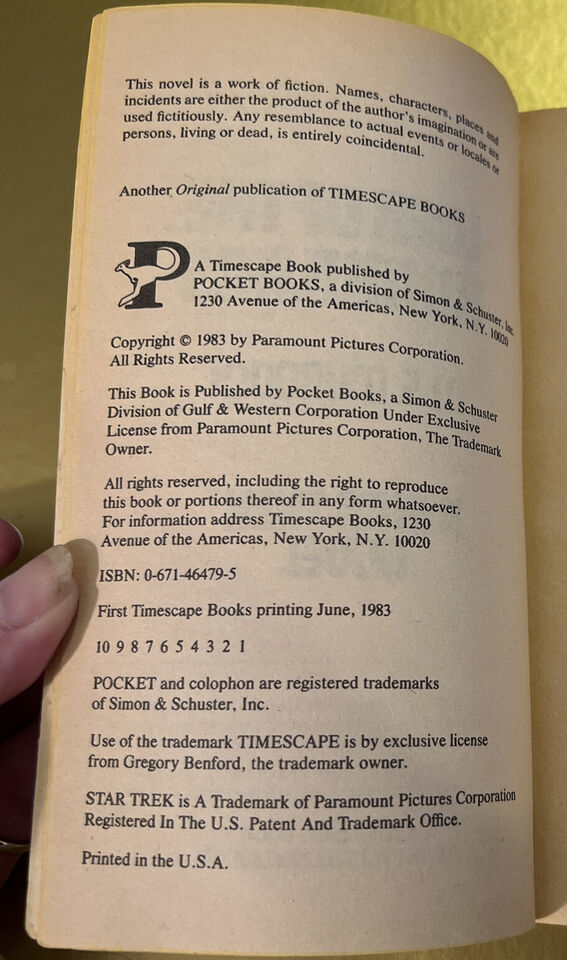 This novel is a work of fiction. Names, characters, places and
incidents are either the product of the author's imagination or are
used fictitiously. Any resemblance to actual events or locales or
persons, living or dead, is entirely coincidental.
Another Original publication of TIMESCAPE BOOKS
P
A Timescape Book published by
POCKET BOOKS, a division of Simon & Schuster, Inc.
1230 Avenue of the Americas, New York, N.Y. 10020
Copyright © 1983 by Paramount Pictures Corporation.
All Rights Reserved.
This Book is Published by Pocket Books, a Simon & Schuster
Division of Gulf & Western Corporation Under Exclusive
License from Paramount Pictures Corporation, The Trademark
Owner.
All rights reserved, including the right to reproduce
this book or portions thereof in any form whatsoever.
For information address Timescape Books, 1230
Avenue of the Americas, New York, N.Y. 10020
ISBN: 0-671-46479-5
First Timescape Books printing June, 1983
10 9 8 7 6 5 4 3 2 1
POCKET and colophon are registered trademarks
of Simon & Schuster, Inc.
Use of the trademark TIMESCAPE is by exclusive license
from Gregory Benford, the trademark owner.
STAR TREK is A Trademark of Paramount Pictures Corporation
Registered In The U.S. Patent And Trademark Office.
Printed in the U.S.A.